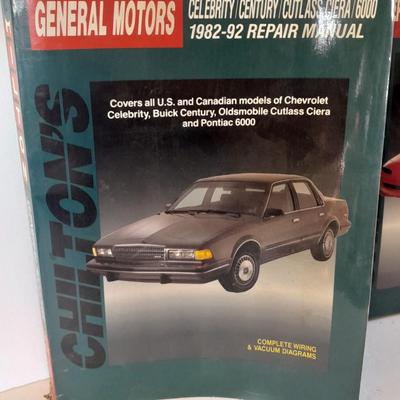 GENERAL MOTORS
CELEBRITY/CENTURY/CUTLASS CIERA/6000
1982-92 REPAIR MANUAL
Covers all U.S. and Canadian models of Chevrolet
Celebrity, Buick Century, Oldsmobile Cutlass Ciera
and Pontiac 6000
CHILTON'S
COMPLETE WIRING
& VACUUM DIAGRAMS